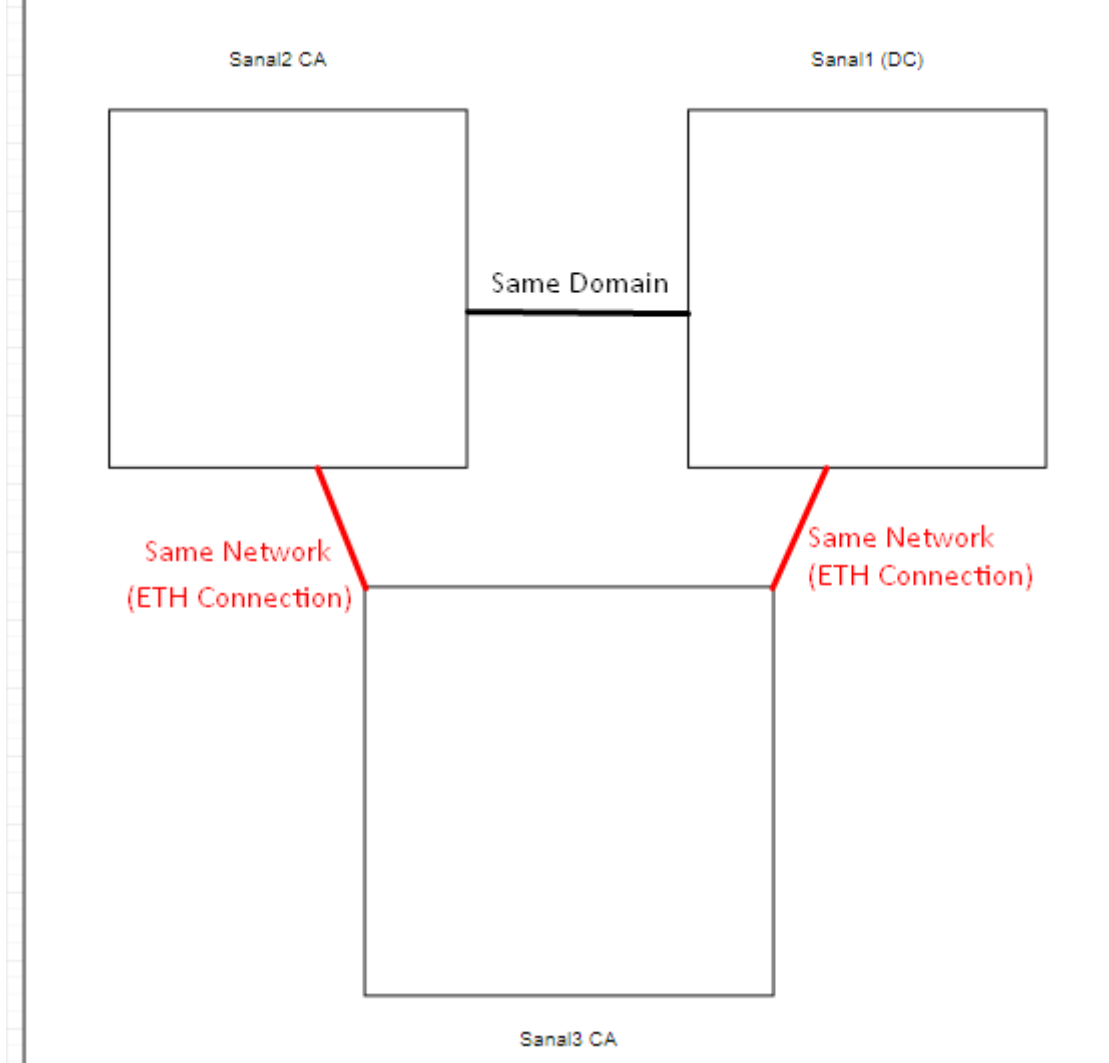 Sanal2 CA
Sanal1 (DC)
Same Domain
Same Network
(ETH Connection)
Same Network
(ETH Connection)
Sanal3 CA